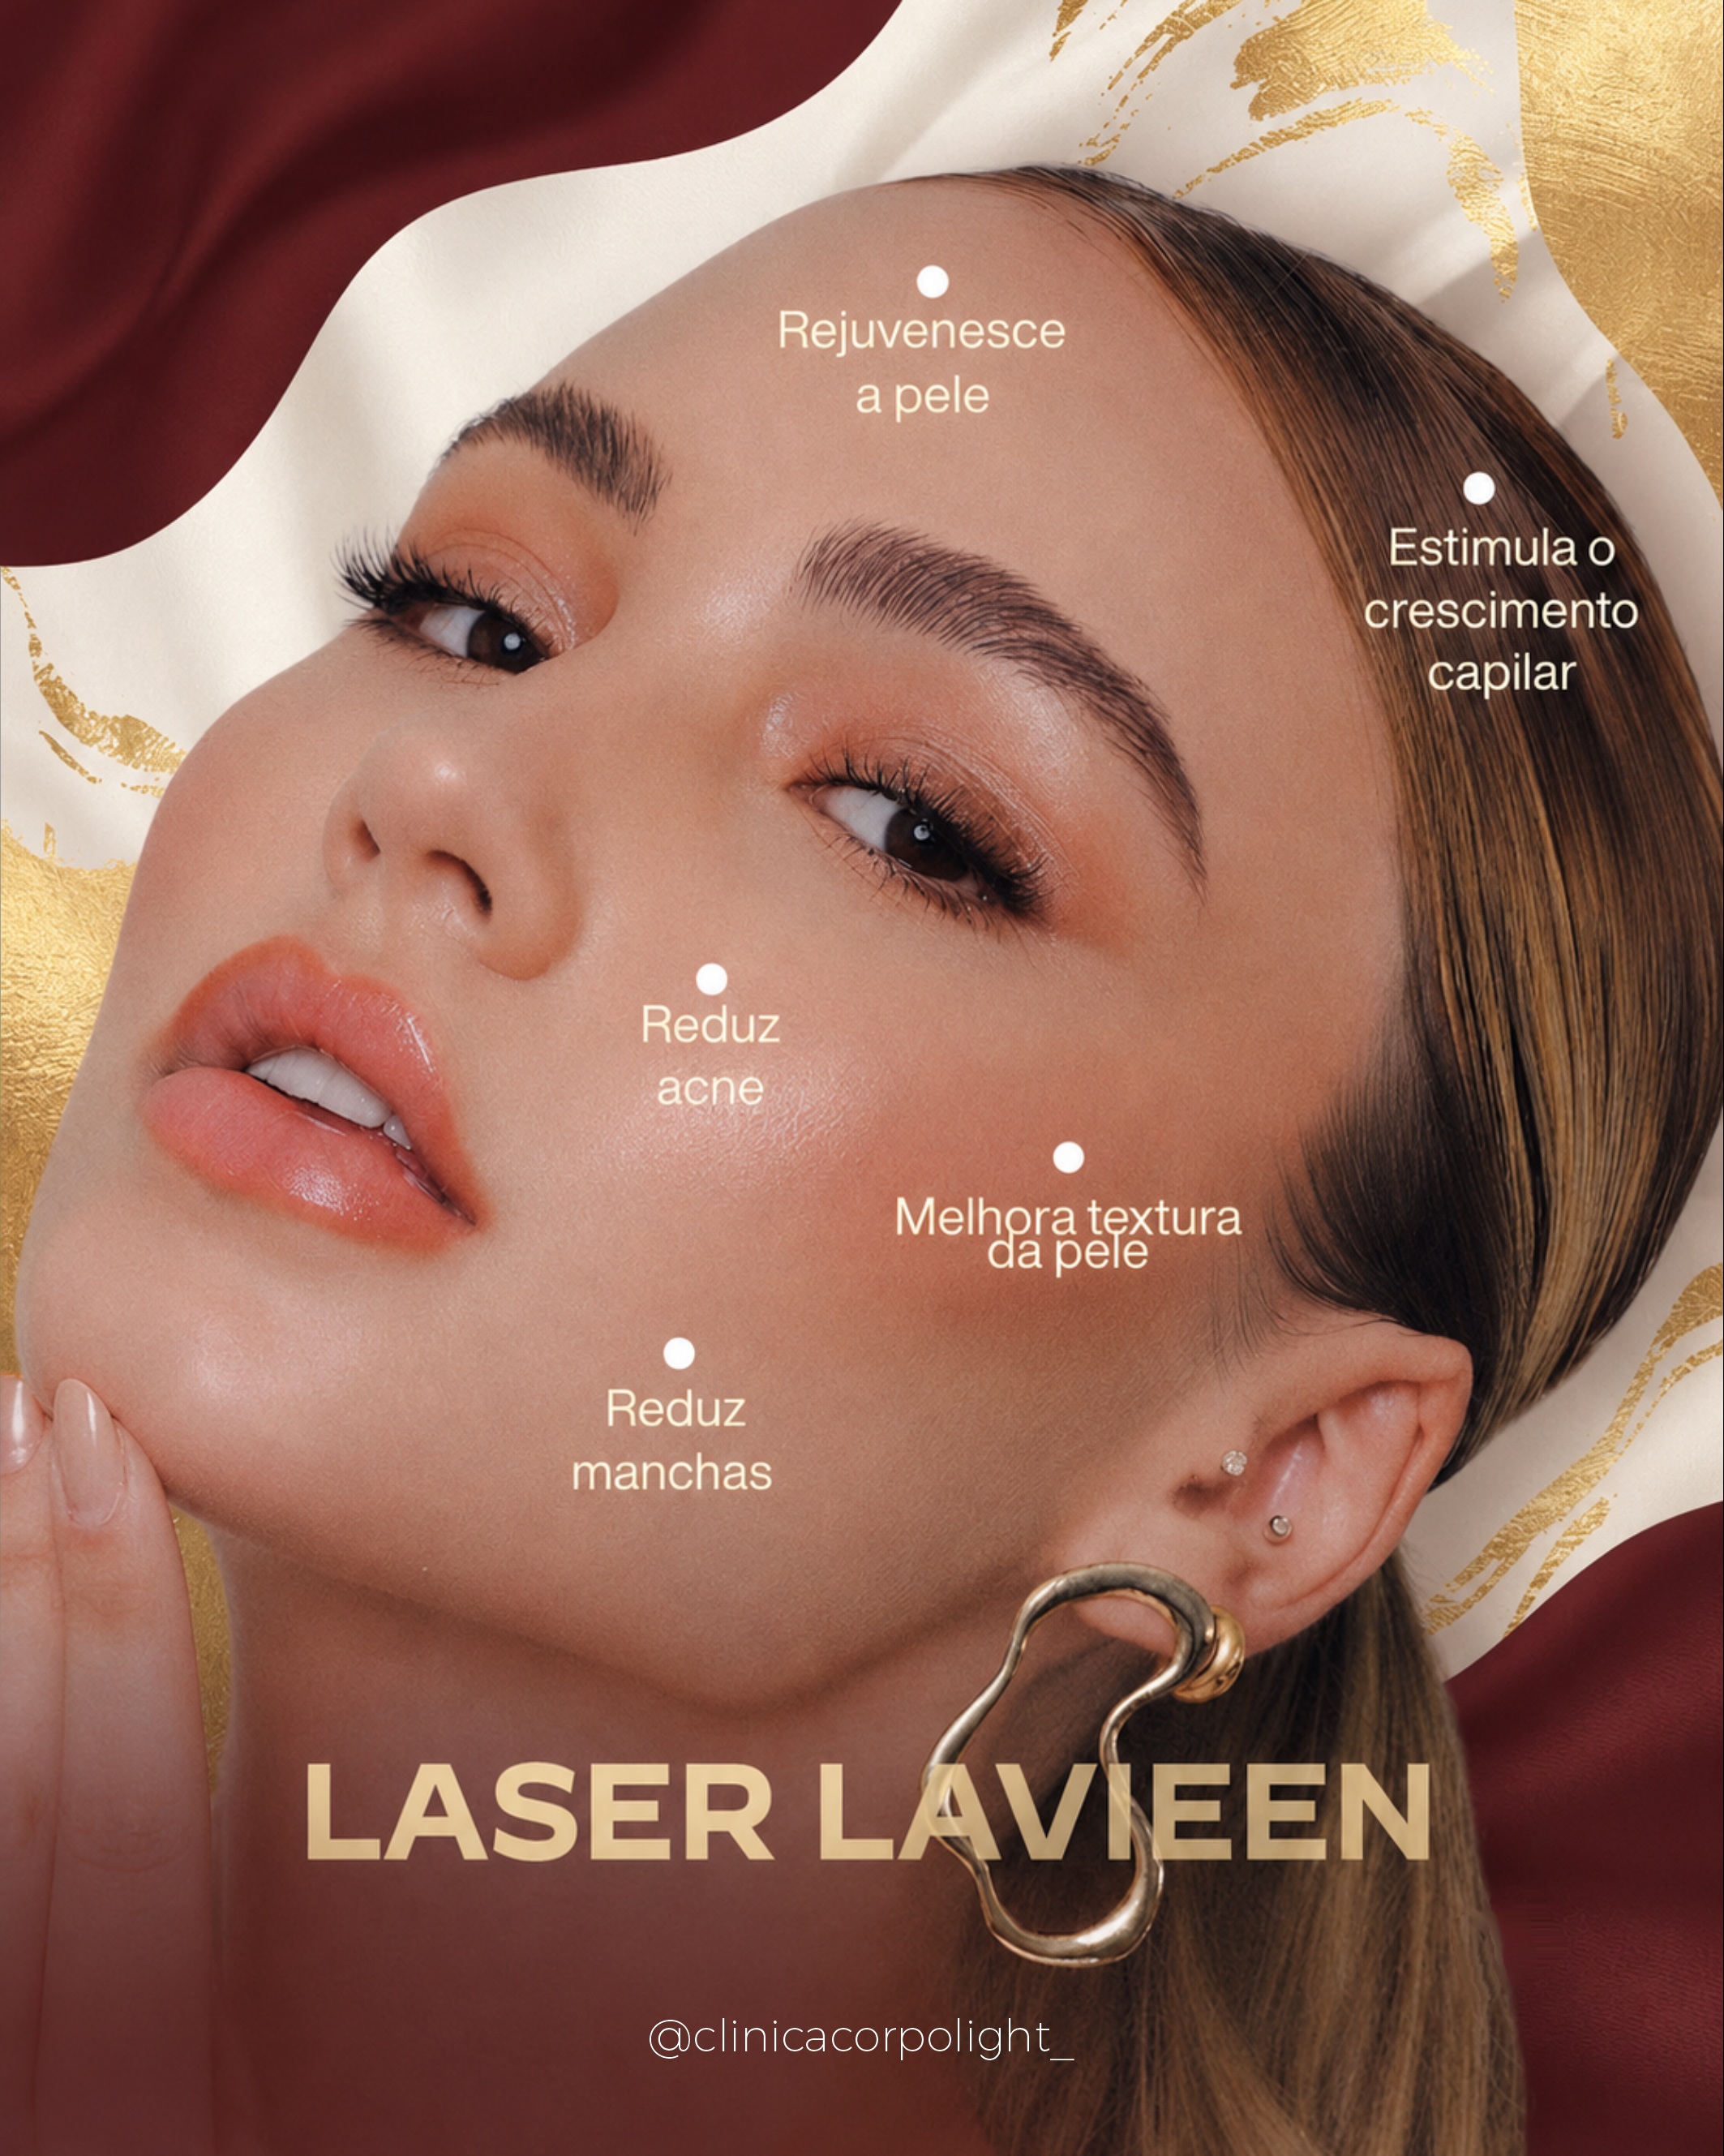 Rejuvenesce
a pele
Estimula o
crescimento
capilar
Reduz
acne
Melhora textura
da pele
Reduz
manchas
LASER LAVIEEN
@clinicacorpolight_